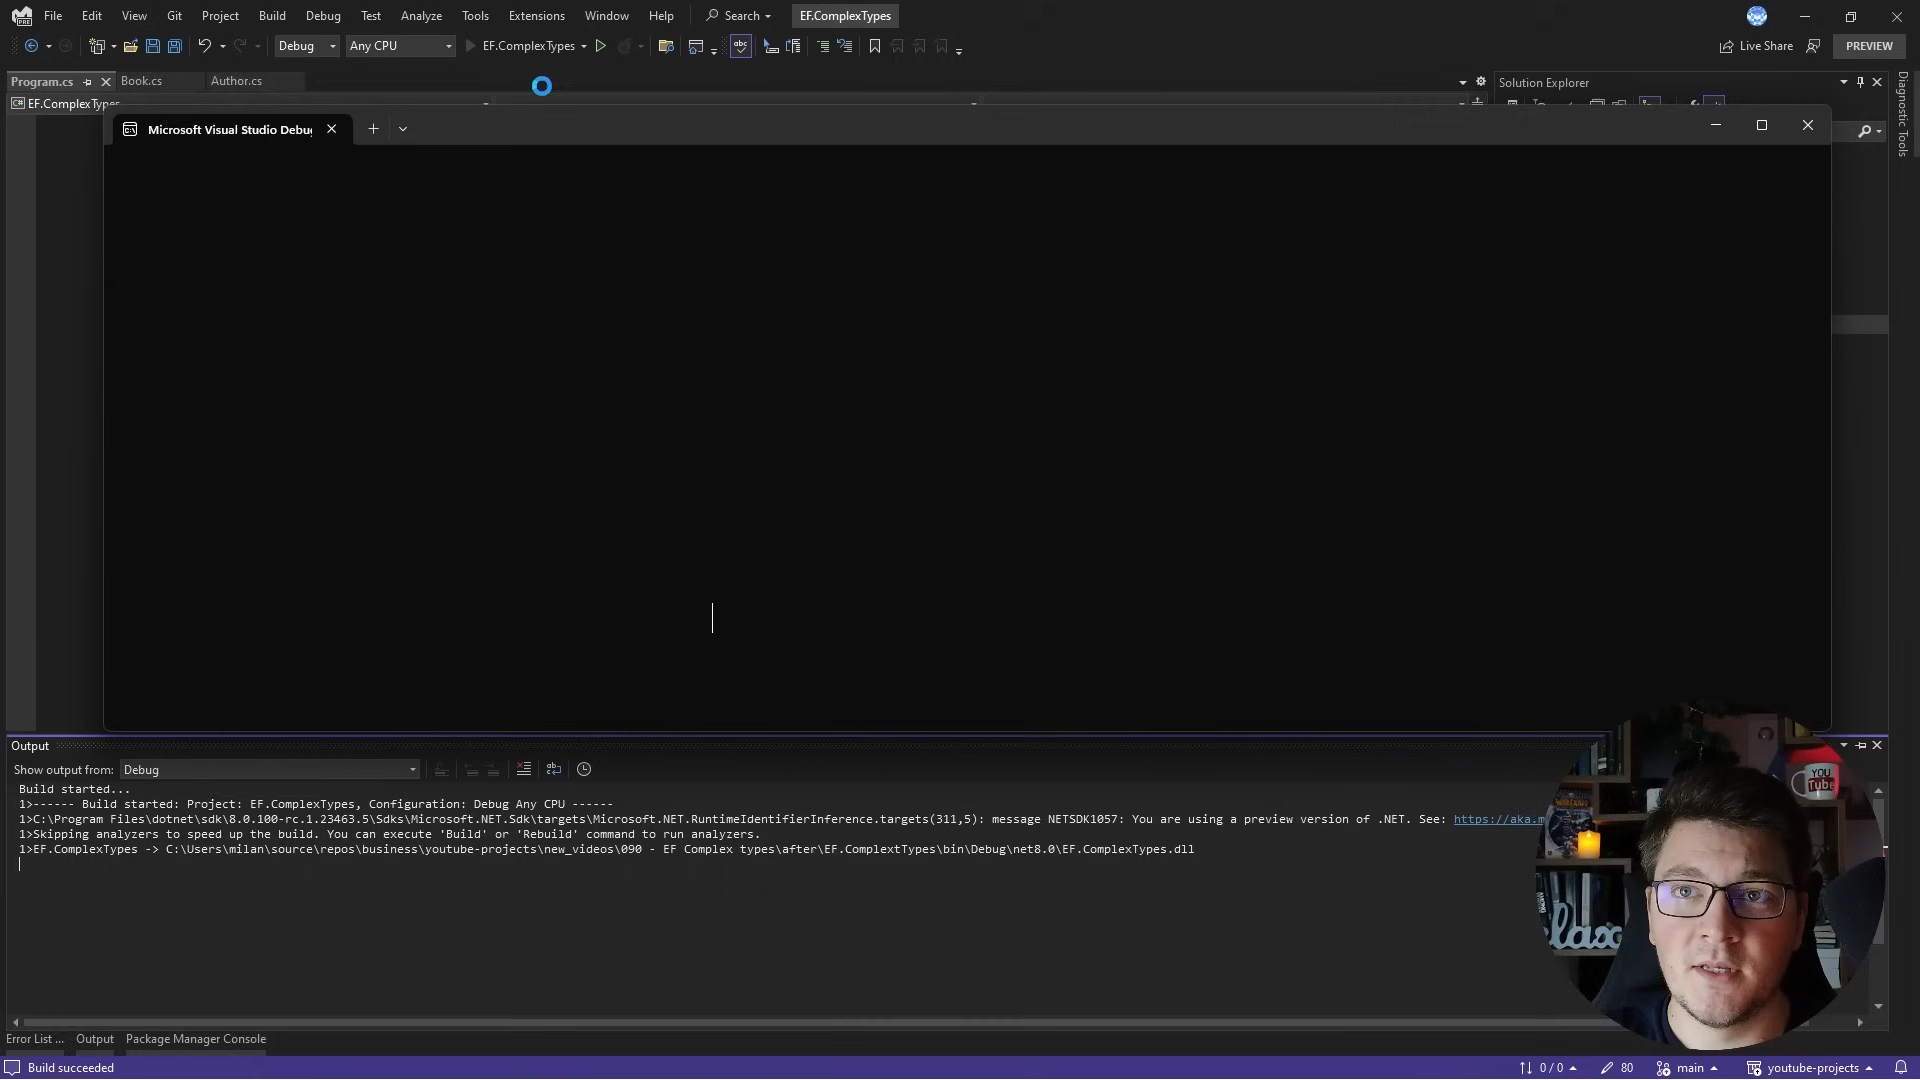 File Edit View Git Project Build Debug Test Analyze Tools Extensions Window Help Search EF.ComplexTypes
Debug Any CPU EF.ComplexTypes Live Share PREVIEW
Program.cs Book.cs Author.cs Solution Explorer
EF.ComplexTypes
Diagnostic Tools
Microsoft Visual Studio Debug
Output
Show output from: Debug
Build started...
1>------ Build started: Project: EF.ComplexTypes, Configuration: Debug Any CPU ------
1>C:\Program Files\dotnet\sdk\8.0.100-rc.1.23463.5\Sdks\Microsoft.NET.Sdk\targets\Microsoft.NET.RuntimeIdentifierInference.targets(311,5): message NETSDK1057: You are using a preview version of .NET. See: https://aka.m
1>Skipping analyzers to speed up the build. You can execute 'Build' or 'Rebuild' command to run analyzers.
1>EF.ComplexTypes -> C:\Users\milan\source\repos\business\youtube-projects\new_videos\090 - EF Complex types\after\EF.ComplextTypes\bin\Debug\net8.0\EF.ComplexTypes.dll
YOU
Tube
Error List ... Output Package Manager Console
Build succeeded 0 / 0 80 main youtube-projects